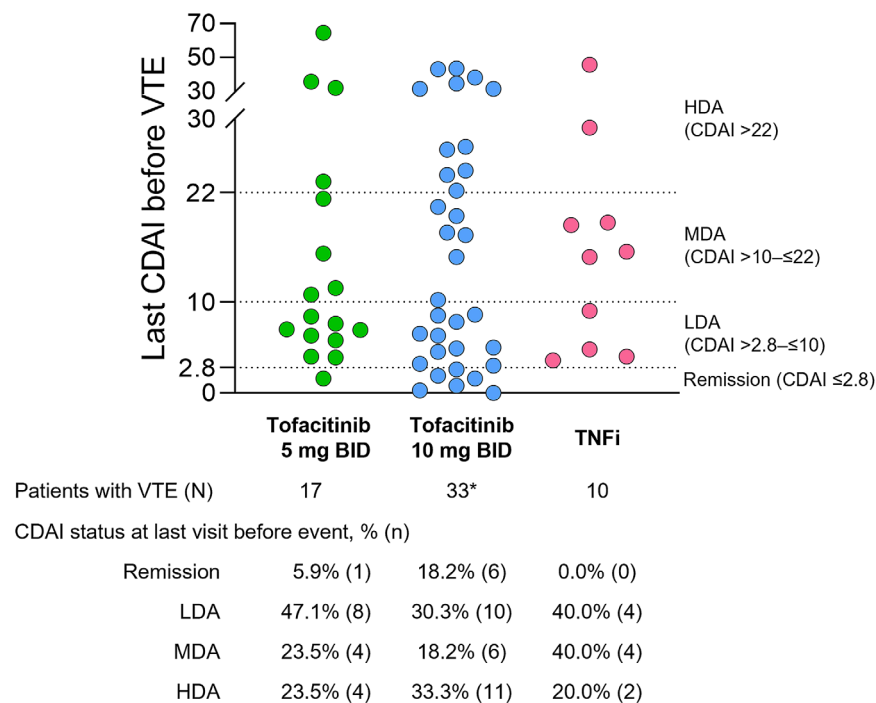 Last CDAI before VTE
70
50
30
30
22
10
2.8
0
HDA
(CDAI >22)
MDA
(CDAI >10–≤22)
LDA
(CDAI >2.8–≤10)
Remission (CDAI ≤2.8)
Tofacitinib
5 mg BID
Tofacitinib
10 mg BID
TNFi
Patients with VTE (N) 17 33* 10
CDAI status at last visit before event, % (n)
Remission 5.9% (1) 18.2% (6) 0.0% (0)
LDA 47.1% (8) 30.3% (10) 40.0% (4)
MDA 23.5% (4) 18.2% (6) 40.0% (4)
HDA 23.5% (4) 33.3% (11) 20.0% (2)